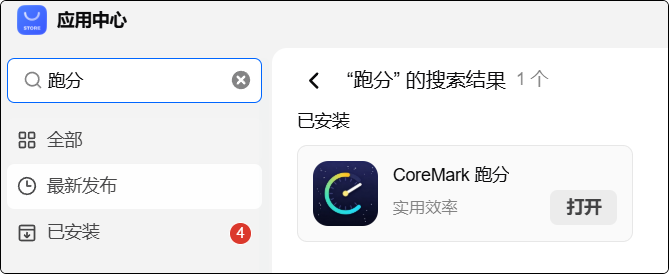 STORE
应用中心
跑分
全部
最新发布
已安装 4
“跑分” 的搜索结果 1 个
已安装
CoreMark 跑分
实用效率
打开